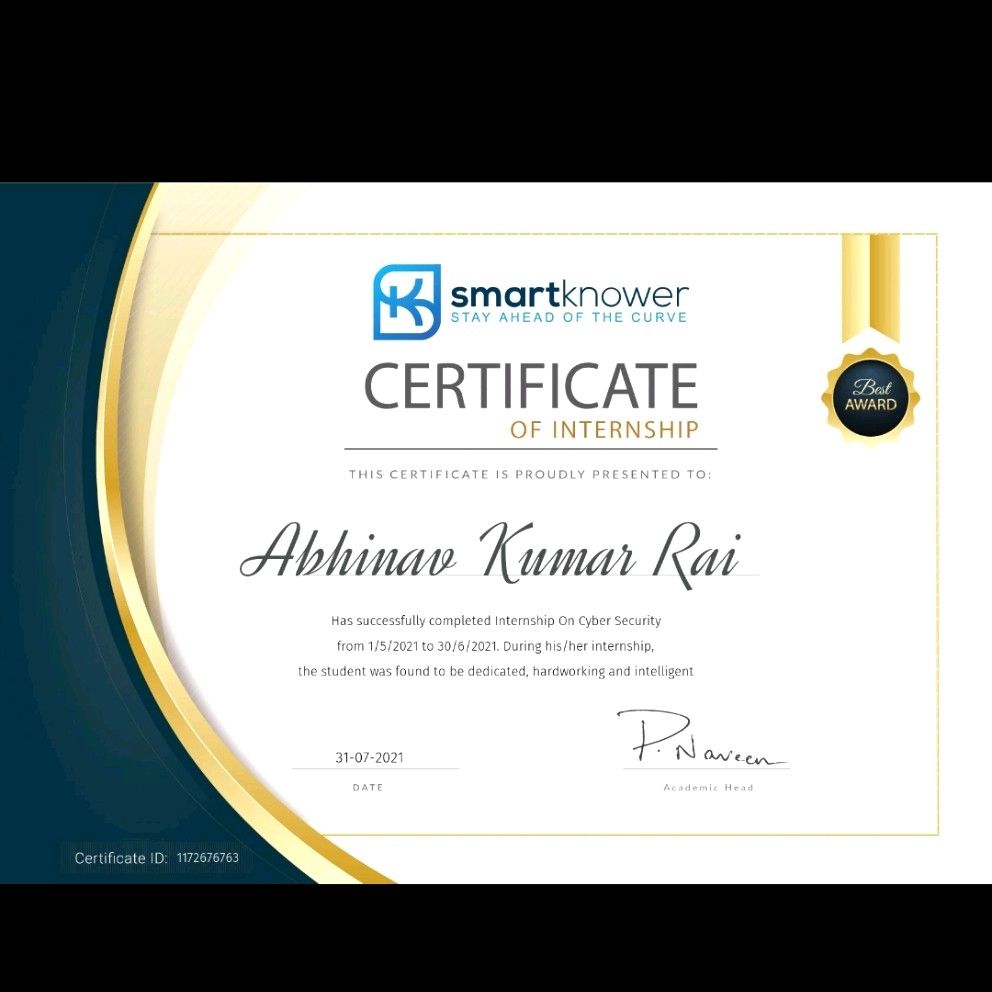 smartknower
STAY AHEAD OF THE CURVE
CERTIFICATE
OF INTERNSHIP
Best
AWARD
THIS CERTIFICATE IS PROUDLY PRESENTED TO:
Abhinav Kumar Rai
Has successfully completed Internship On Cyber Security
from 1/5/2021 to 30/6/2021. During his/her internship,
the student was found to be dedicated, hardworking and intelligent
P. Naveen
31-07-2021
DATE
Academic Head
Certificate ID: 1172676763